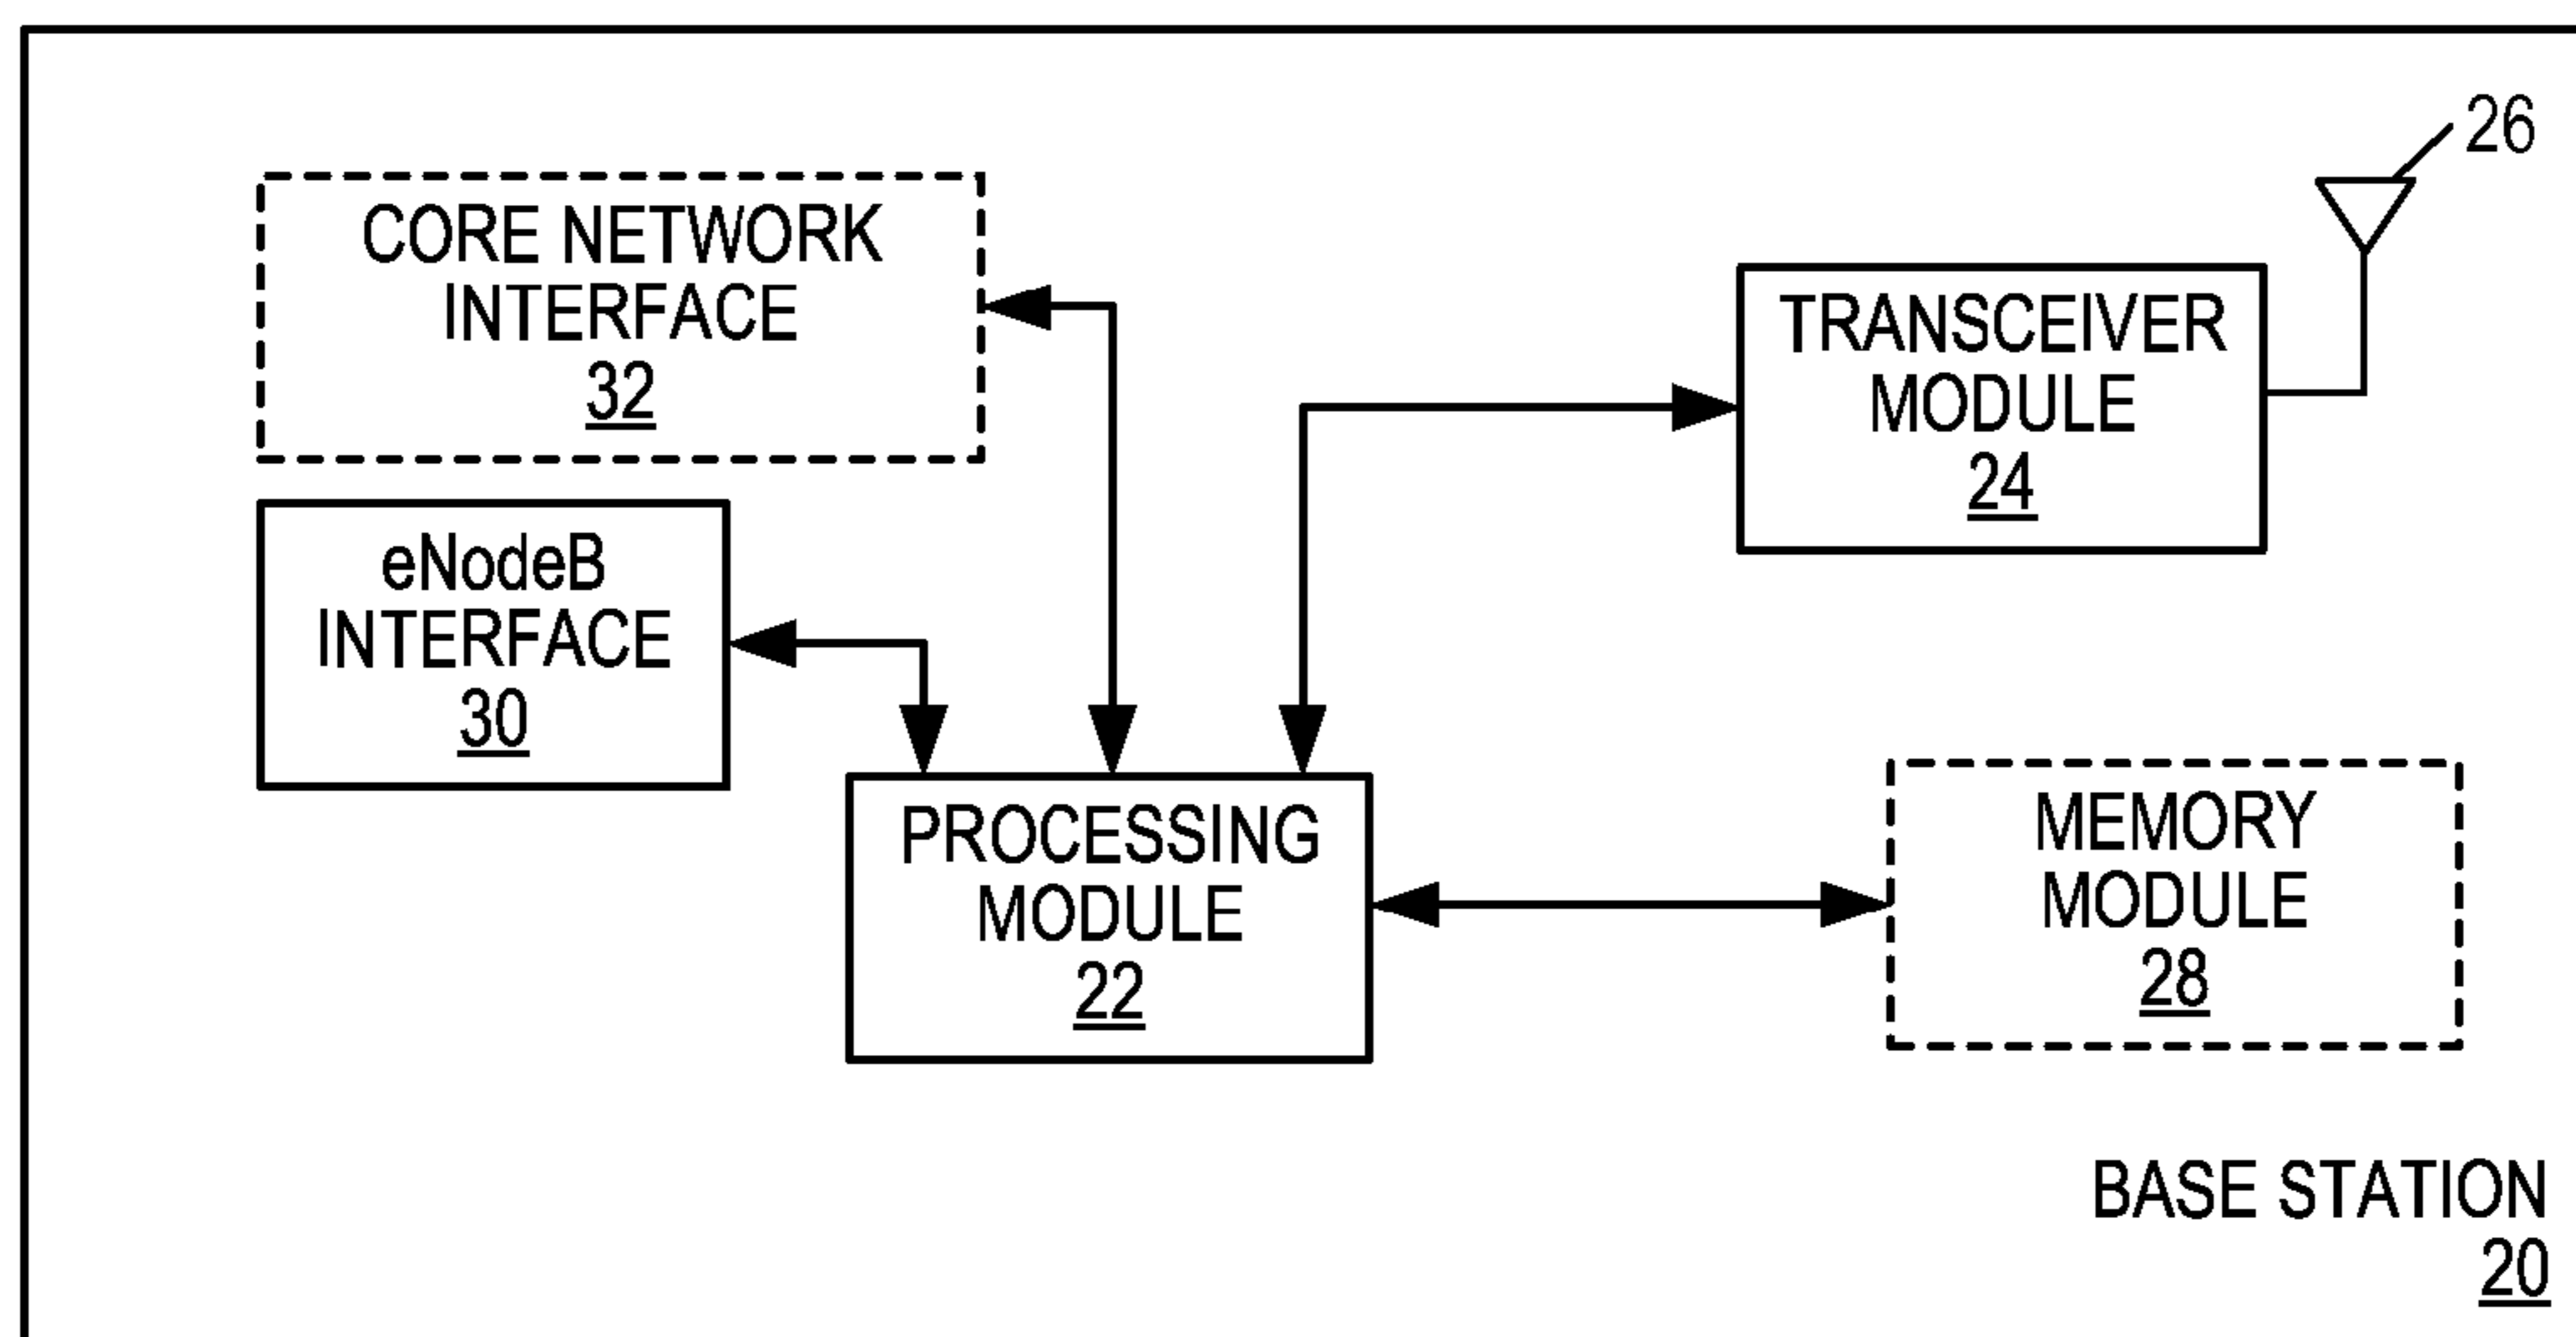 26
CORE NETWORK
INTERFACE
32
TRANSCEIVER
MODULE
24
eNodeB
INTERFACE
30
PROCESSING
MODULE
22
MEMORY
MODULE
28
BASE STATION
20